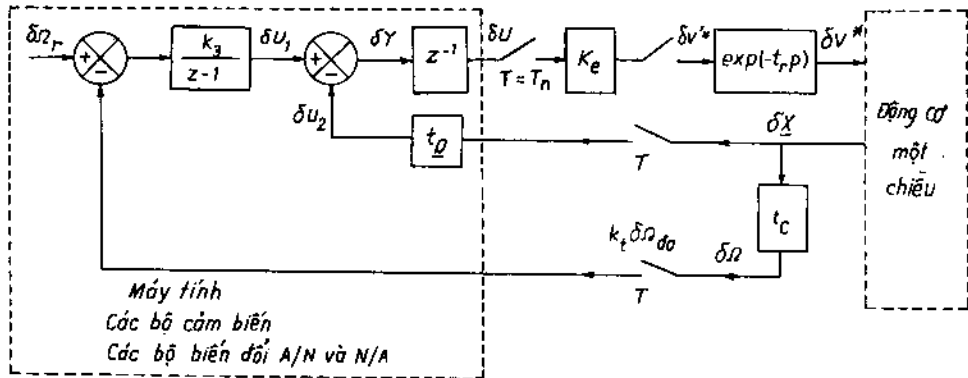 δΩr
k3
z-1
δU1
δY
z⁻¹
δU
T = Tn
Ke
δv*
exp(-trp)
δv*
Động cơ
một
chiều
δU2
tD
T
δX
tC
kt δΩđo
δΩ
T
Máy tính
Các bộ cảm biến
Các bộ biến đổi A/N và N/A